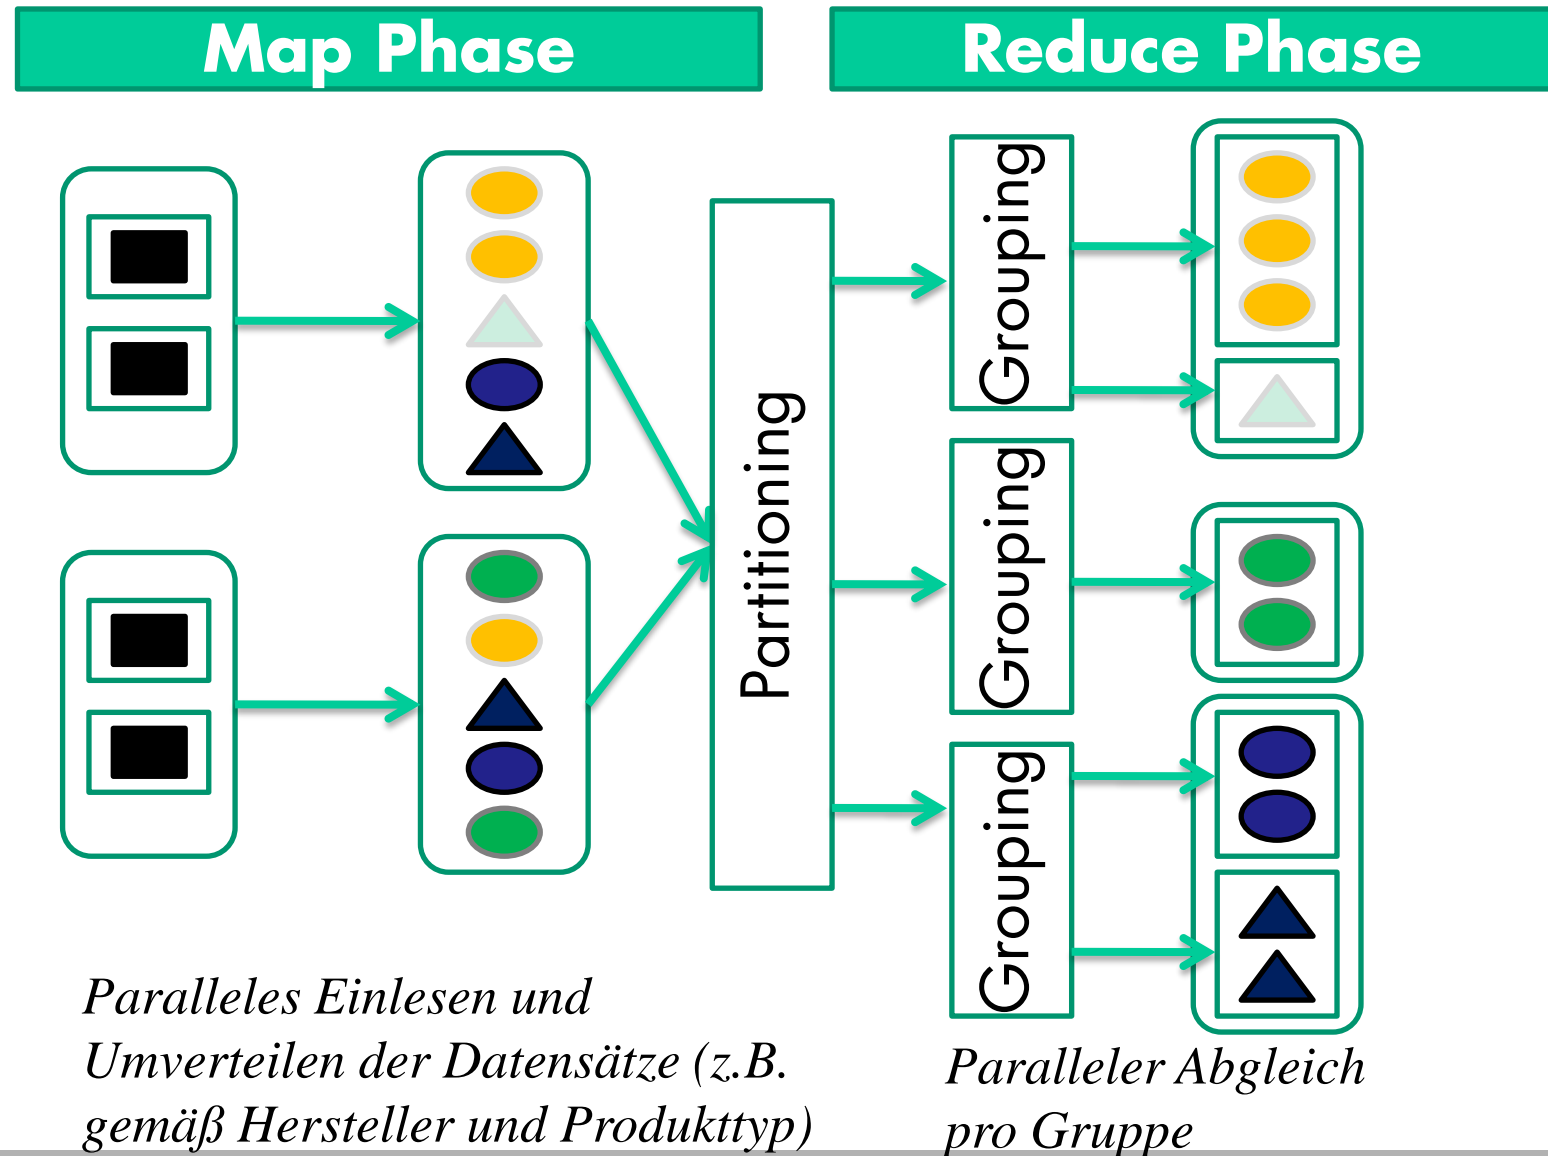 Map Phase
Reduce Phase
Partitioning
Grouping
Grouping
Grouping
Paralleles Einlesen und
Umverteilen der Datensätze (z.B.
gemäß Hersteller und Produkttyp)
Paralleler Abgleich
pro Gruppe